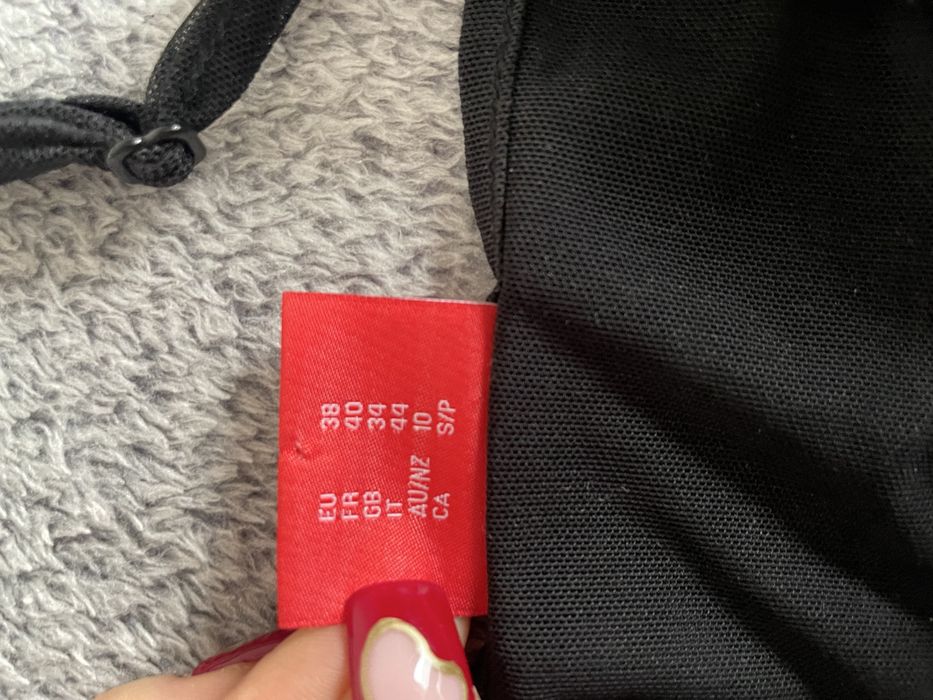 EU 38
FR 40
GB 34
IT 44
AU/NZ 10
CA S/P